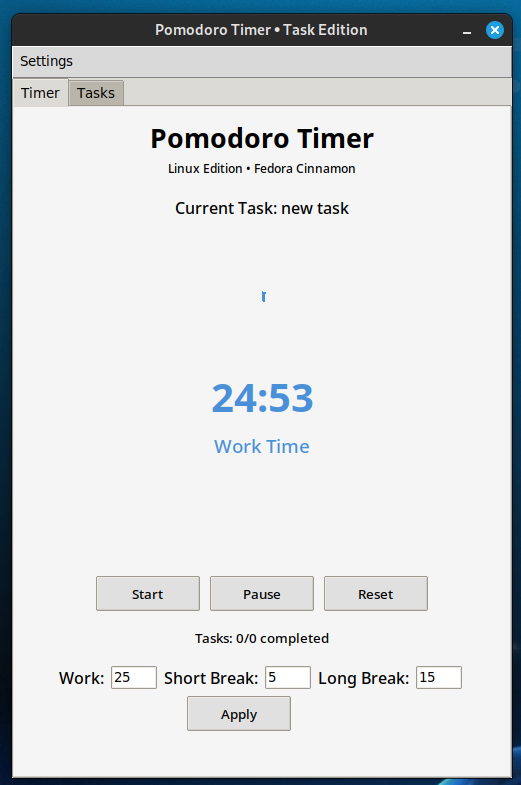 Pomodoro Timer • Task Edition
Settings
Timer Tasks
Pomodoro Timer
Linux Edition • Fedora Cinnamon
Current Task: new task
24:53
Work Time
Start Pause Reset
Tasks: 0/0 completed
Work: 25 Short Break: 5 Long Break: 15
Apply